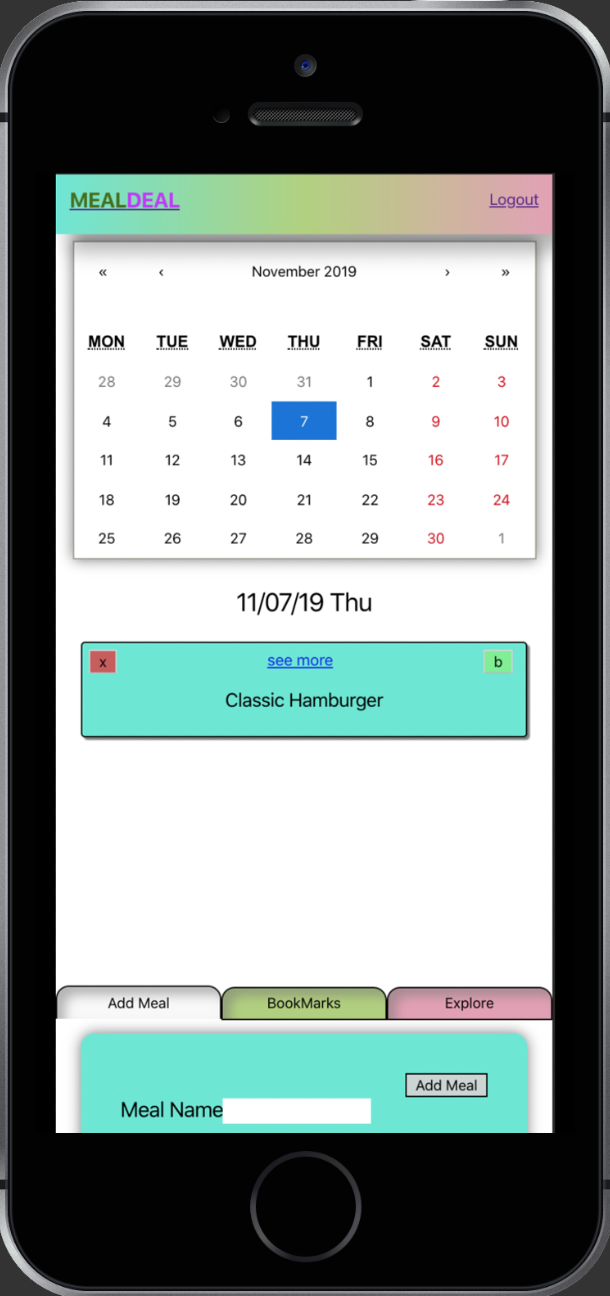 MEALDEAL Logout
« ‹ November 2019 › »
MON TUE WED THU FRI SAT SUN
28 29 30 31 1 2 3
4 5 6 7 8 9 10
11 12 13 14 15 16 17
18 19 20 21 22 23 24
25 26 27 28 29 30 1
11/07/19 Thu
x see more b
Classic Hamburger
Add Meal BookMarks Explore
Add Meal
Meal Name